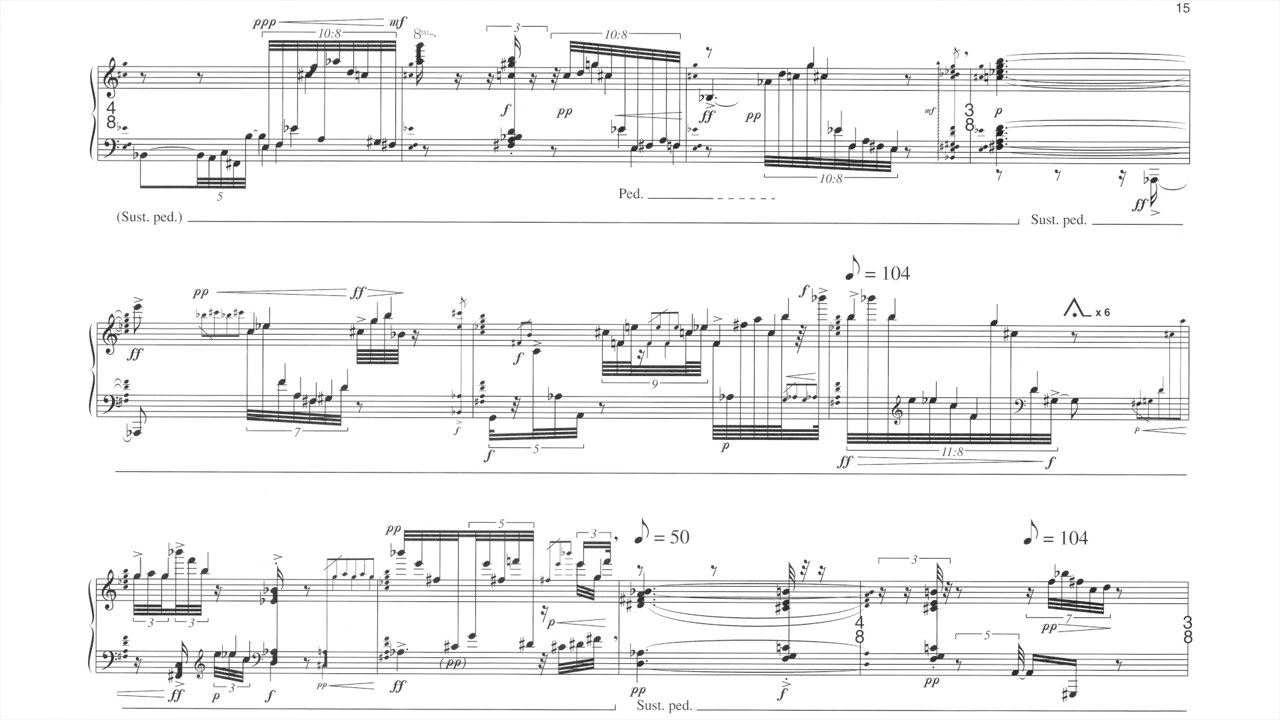 15
ppp mf
10:8 8va 3 10:8
4 8 f pp ff pp mf 3 8 p
5 10:8 ff
Ped.
(Sust. ped.) Sust. ped.
= 104
pp ff f
x 6
ff f
9
7 f 5 f p ff 11:8 f p
pp 5 3 = 50 = 104
3
3 3 p 4 8 7 3 8
pp
5
(pp)
ff p 3 f pp ff pp f pp
Sust. ped.